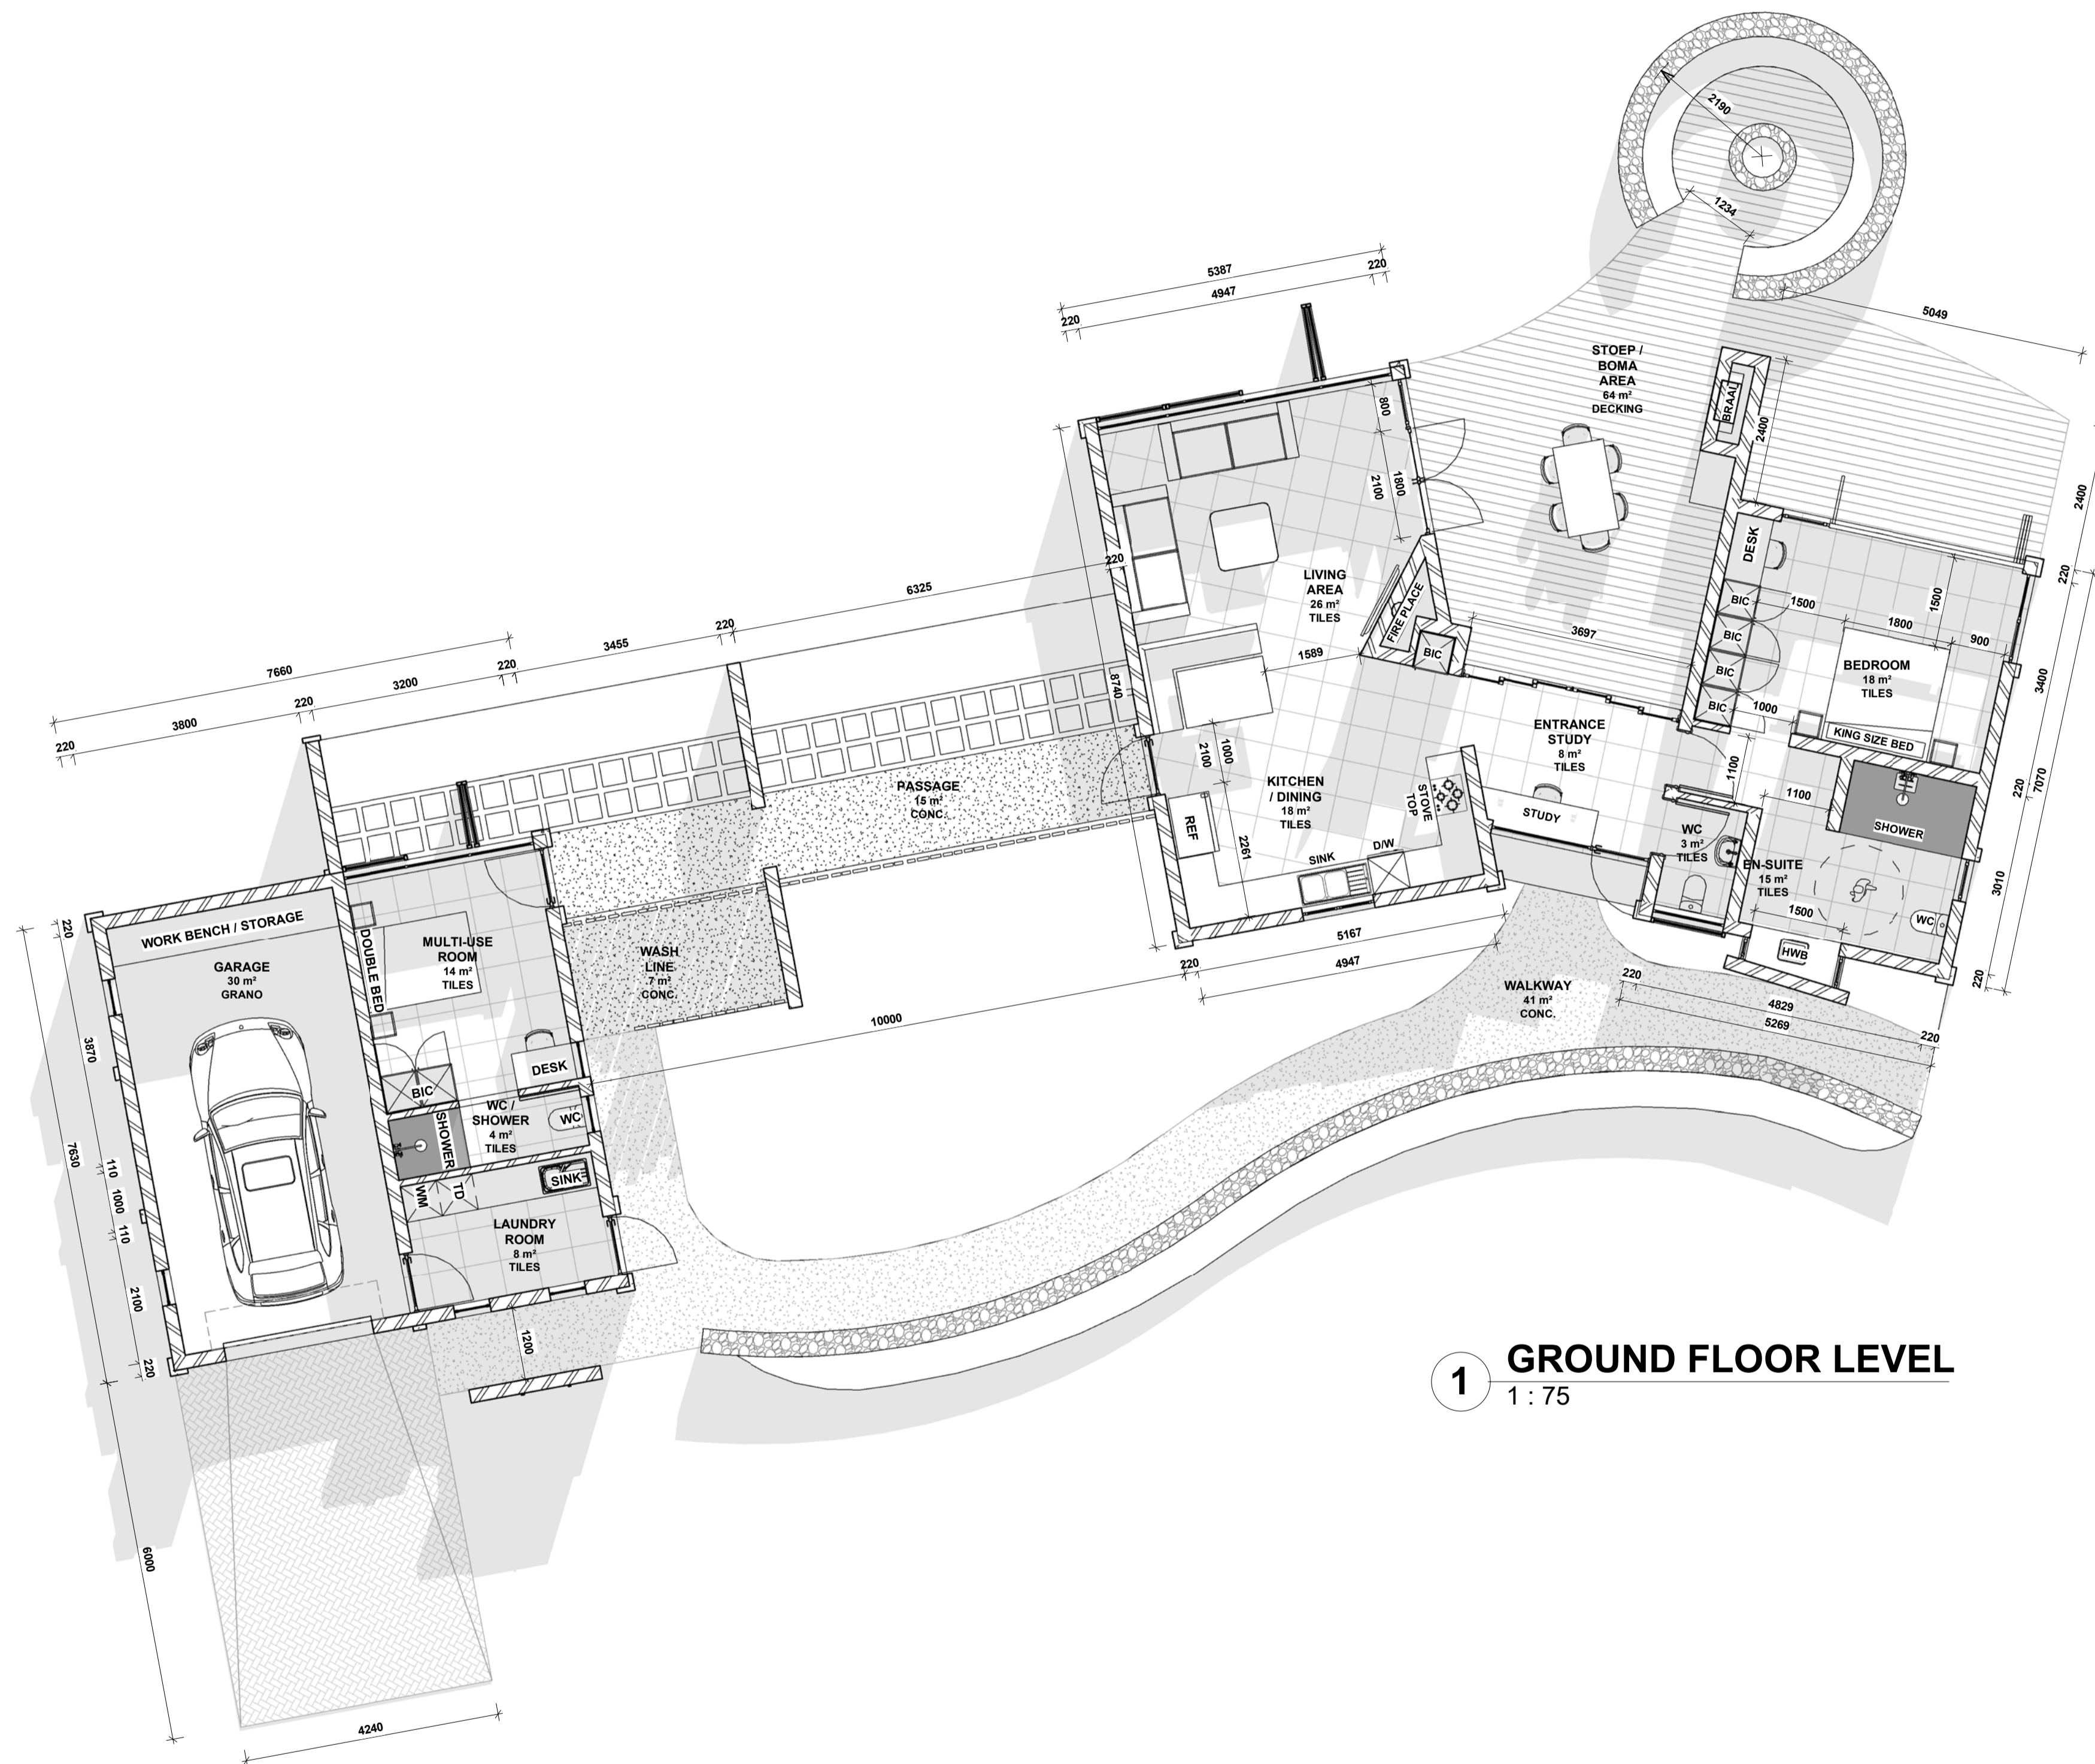 2190
1234
5387
4947
220
220
5049
STOEP /
BOMA
AREA
64 m²
DECKING
BRAAI
2400
2400
800
1800
2100
DESK
220
LIVING
AREA
26 m²
TILES
FIRE PLACE
BIC
BIC
BIC
BIC
BIC
1500
1500
1800
900
3697
1589
BEDROOM
18 m²
TILES
KING SIZE BED
1000
3400
220
7070
3010
220
6325
220
220
3455
220
3200
220
7660
3800
220
8740
PASSAGE
15 m²
CONC.
1000
2100
KITCHEN
/ DINING
18 m²
TILES
STOVE
TOP
REF
2261
SINK
D/W
ENTRANCE
STUDY
8 m²
TILES
STUDY
1100
1100
WC
3 m²
TILES
EN-SUITE
15 m²
TILES
SHOWER
1500
WC
HWB
5167
220
4947
WALKWAY
41 m²
CONC.
220
4829
5269
220
10000
WORK BENCH / STORAGE
GARAGE
30 m²
GRANO
DOUBLE BED
MULTI-USE
ROOM
14 m²
TILES
WASH
LINE
7 m²
CONC.
BIC
DESK
WC /
SHOWER
4 m²
TILES
WC
SHOWER
WM
TD
SINK
LAUNDRY
ROOM
8 m²
TILES
220
3870
7630
110
1000
110
2100
220
1200
6000
4240
1
GROUND FLOOR LEVEL
1 : 75